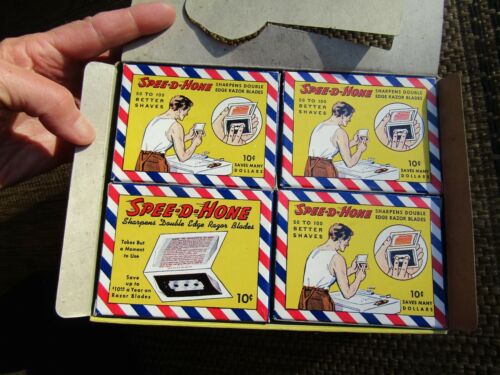 SPEE-D-HONE
SHARPENS DOUBLE
EDGE RAZOR BLADES
50 TO 100
BETTER
SHAVES
10¢
SAVES MANY
DOLLARS
SPEE-D-HONE
SHARPENS DOUBLE
EDGE RAZOR BLADES
50 TO 100
BETTER
SHAVES
10¢
SAVES MANY
DOLLARS
SPEE-D-HONE
Sharpens Double Edge Razor Blades
Takes But
a Moment
to Use
Save
up to
a Year on
Razor Blades
10¢
SPEE-D-HONE
SHARPENS DOUBLE
EDGE RAZOR BLADES
50 TO 100
BETTER
SHAVES
10¢
SAVES MANY
DOLLARS